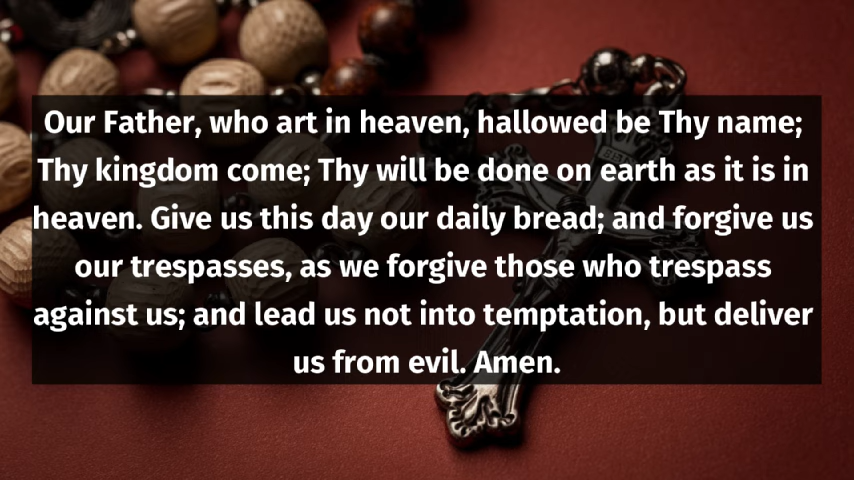 Our Father, who art in heaven, hallowed be Thy name;
Thy kingdom come; Thy will be done on earth as it is in
heaven. Give us this day our daily bread; and forgive us
our trespasses, as we forgive those who trespass
against us; and lead us not into temptation, but deliver
us from evil. Amen.